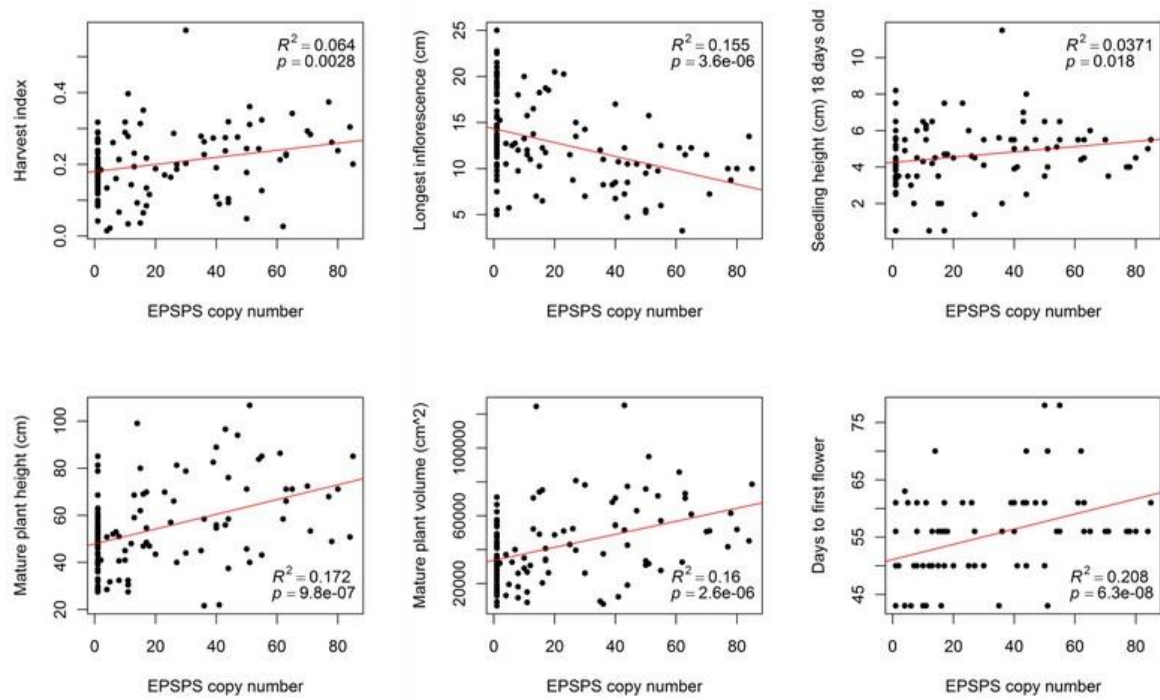 Harvest index
0.0 0.2 0.4
R² = 0.064
p = 0.0028
0 20 40 60 80
EPSPS copy number
Longest inflorescence (cm)
5 10 15 20 25
R² = 0.155
p = 3.6e-06
0 20 40 60 80
EPSPS copy number
Seedling height (cm) 18 days old
2 4 6 8 10
R² = 0.0371
p = 0.018
0 20 40 60 80
EPSPS copy number
Mature plant height (cm)
20 40 60 80 100
R² = 0.172
p = 9.8e-07
0 20 40 60 80
EPSPS copy number
Mature plant volume (cm^2)
20000 60000 100000
R² = 0.16
p = 2.6e-06
0 20 40 60 80
EPSPS copy number
Days to first flower
45 55 65 75
R² = 0.208
p = 6.3e-08
0 20 40 60 80
EPSPS copy number